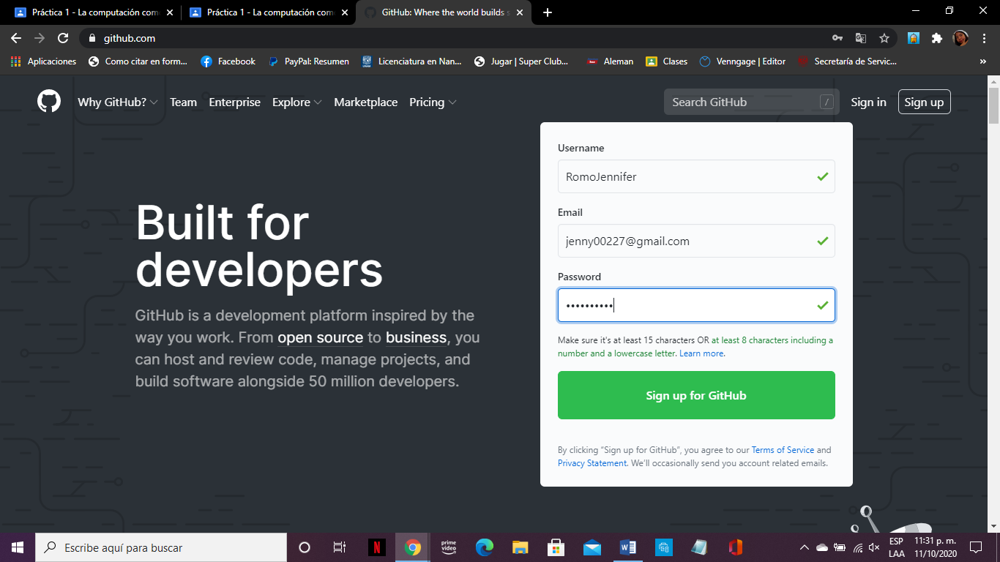 Práctica 1 - La computación com
Práctica 1 - La computación com
GitHub: Where the world builds s
github.com
Aplicaciones
Como citar en form...
Facebook
PayPal: Resumen
Licenciatura en Nan...
Jugar | Super Club...
Aleman
Clases
Venngage | Editor
Secretaría de Servic...
»
Why GitHub?
Team
Enterprise
Explore
Marketplace
Pricing
Search GitHub
/
Sign in
Sign up
Built for
developers
GitHub is a development platform inspired by the
way you work. From open source to business, you
can host and review code, manage projects, and
build software alongside 50 million developers.
Username
RomoJennifer
Email
jenny00227@gmail.com
Password
••••••••••
Make sure it's at least 15 characters OR at least 8 characters including a
number and a lowercase letter. Learn more.
Sign up for GitHub
By clicking “Sign up for GitHub”, you agree to our Terms of Service and
Privacy Statement. We’ll occasionally send you account related emails.
Escribe aquí para buscar
N
prime
video
W
ESP
LAA
11:31 p. m.
11/10/2020